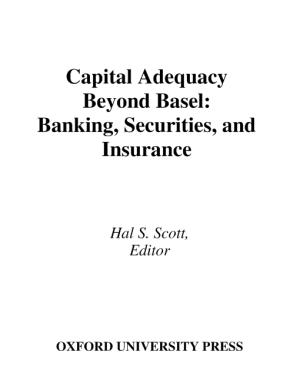 Capital Adequacy
Beyond Basel:
Banking, Securities, and
Insurance
Hal S. Scott,
Editor
OXFORD UNIVERSITY PRESS